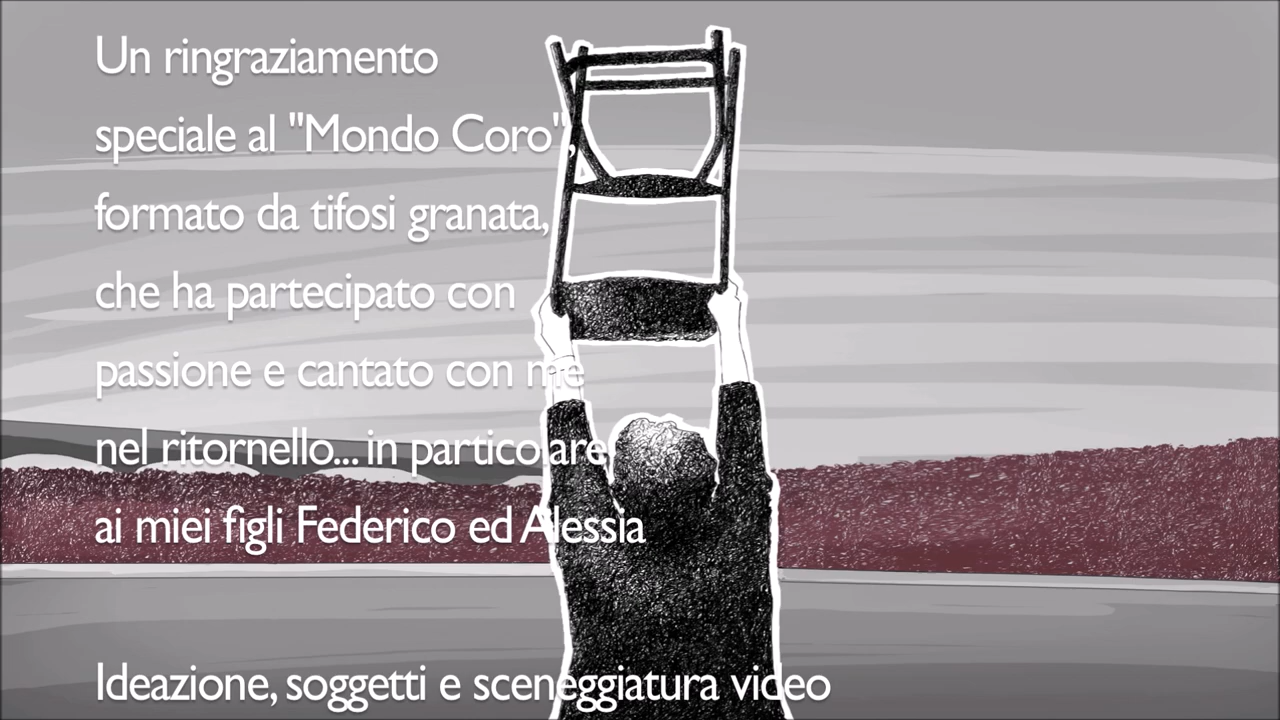 Un ringraziamento
speciale al "Mondo Coro",
formato da tifosi granata,
che ha partecipato con
passione e cantato con me
nel ritornello... in particolare
ai miei figli Federico ed Alessia
Ideazione, soggetti e sceneggiatura video